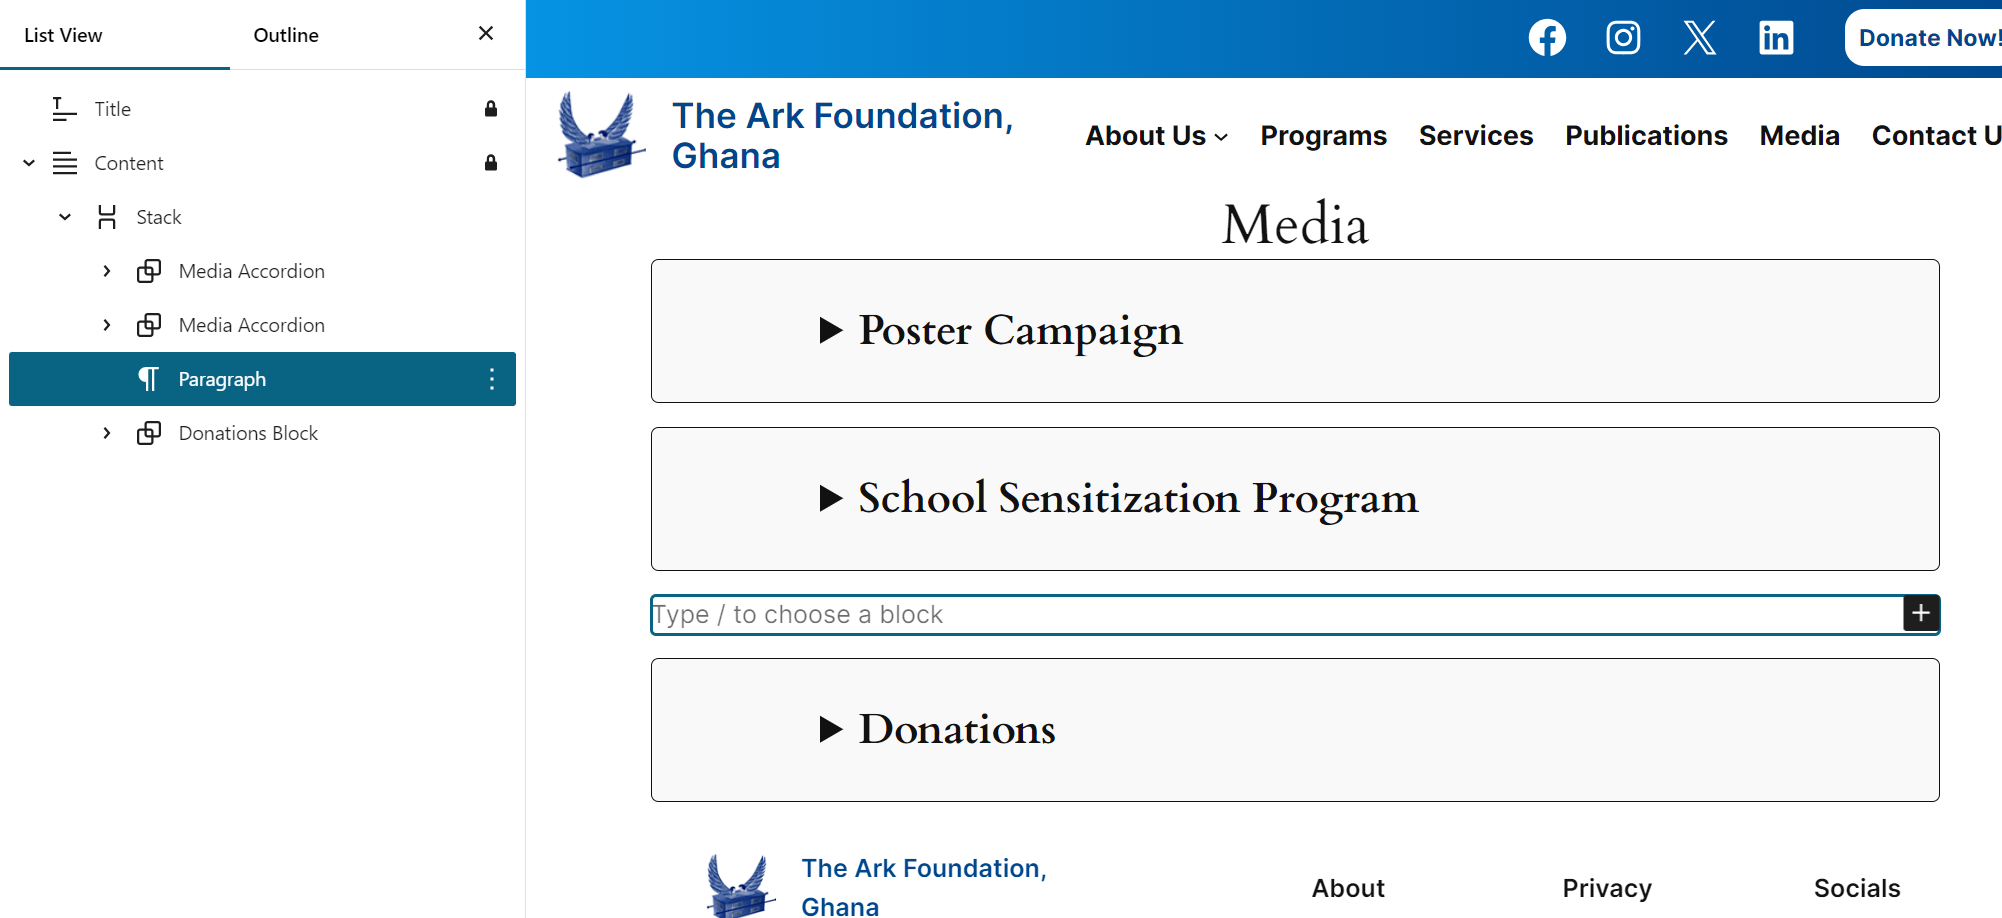 List View
Outline
Title
Content
Stack
Media Accordion
Media Accordion
Paragraph
Donations Block
Donate Now!
The Ark Foundation,
Ghana
About Us
Programs
Services
Publications
Media
Contact U
Media
Poster Campaign
School Sensitization Program
Type / to choose a block
Donations
The Ark Foundation,
Ghana
About
Privacy
Socials